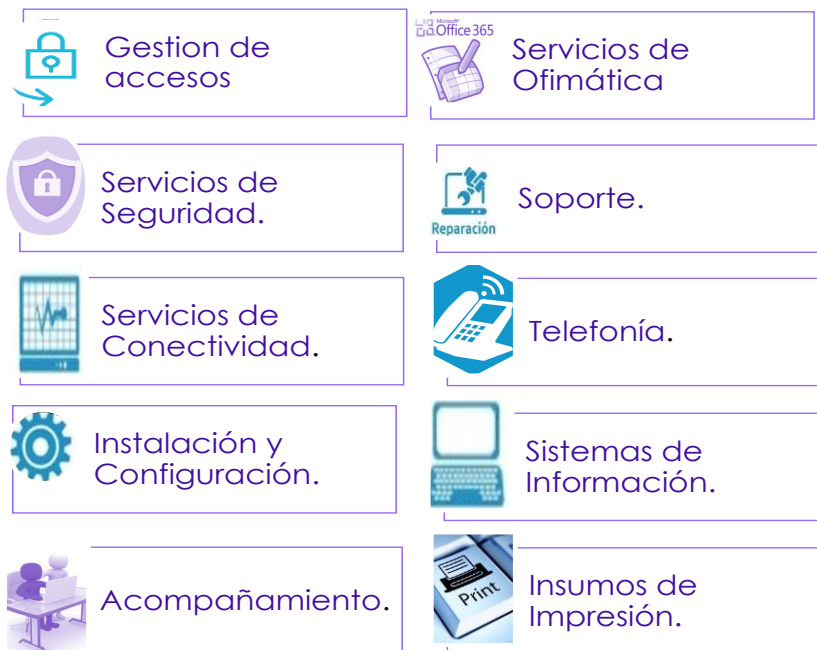 Gestion de
accesos
Microsoft
Office 365
Servicios de
Ofimática
Servicios de
Seguridad.
Reparación
Soporte.
Servicios de
Conectividad.
Telefonía.
Instalación y
Configuración.
Sistemas de
Información.
Acompañamiento.
Print
Insumos de
Impresión.